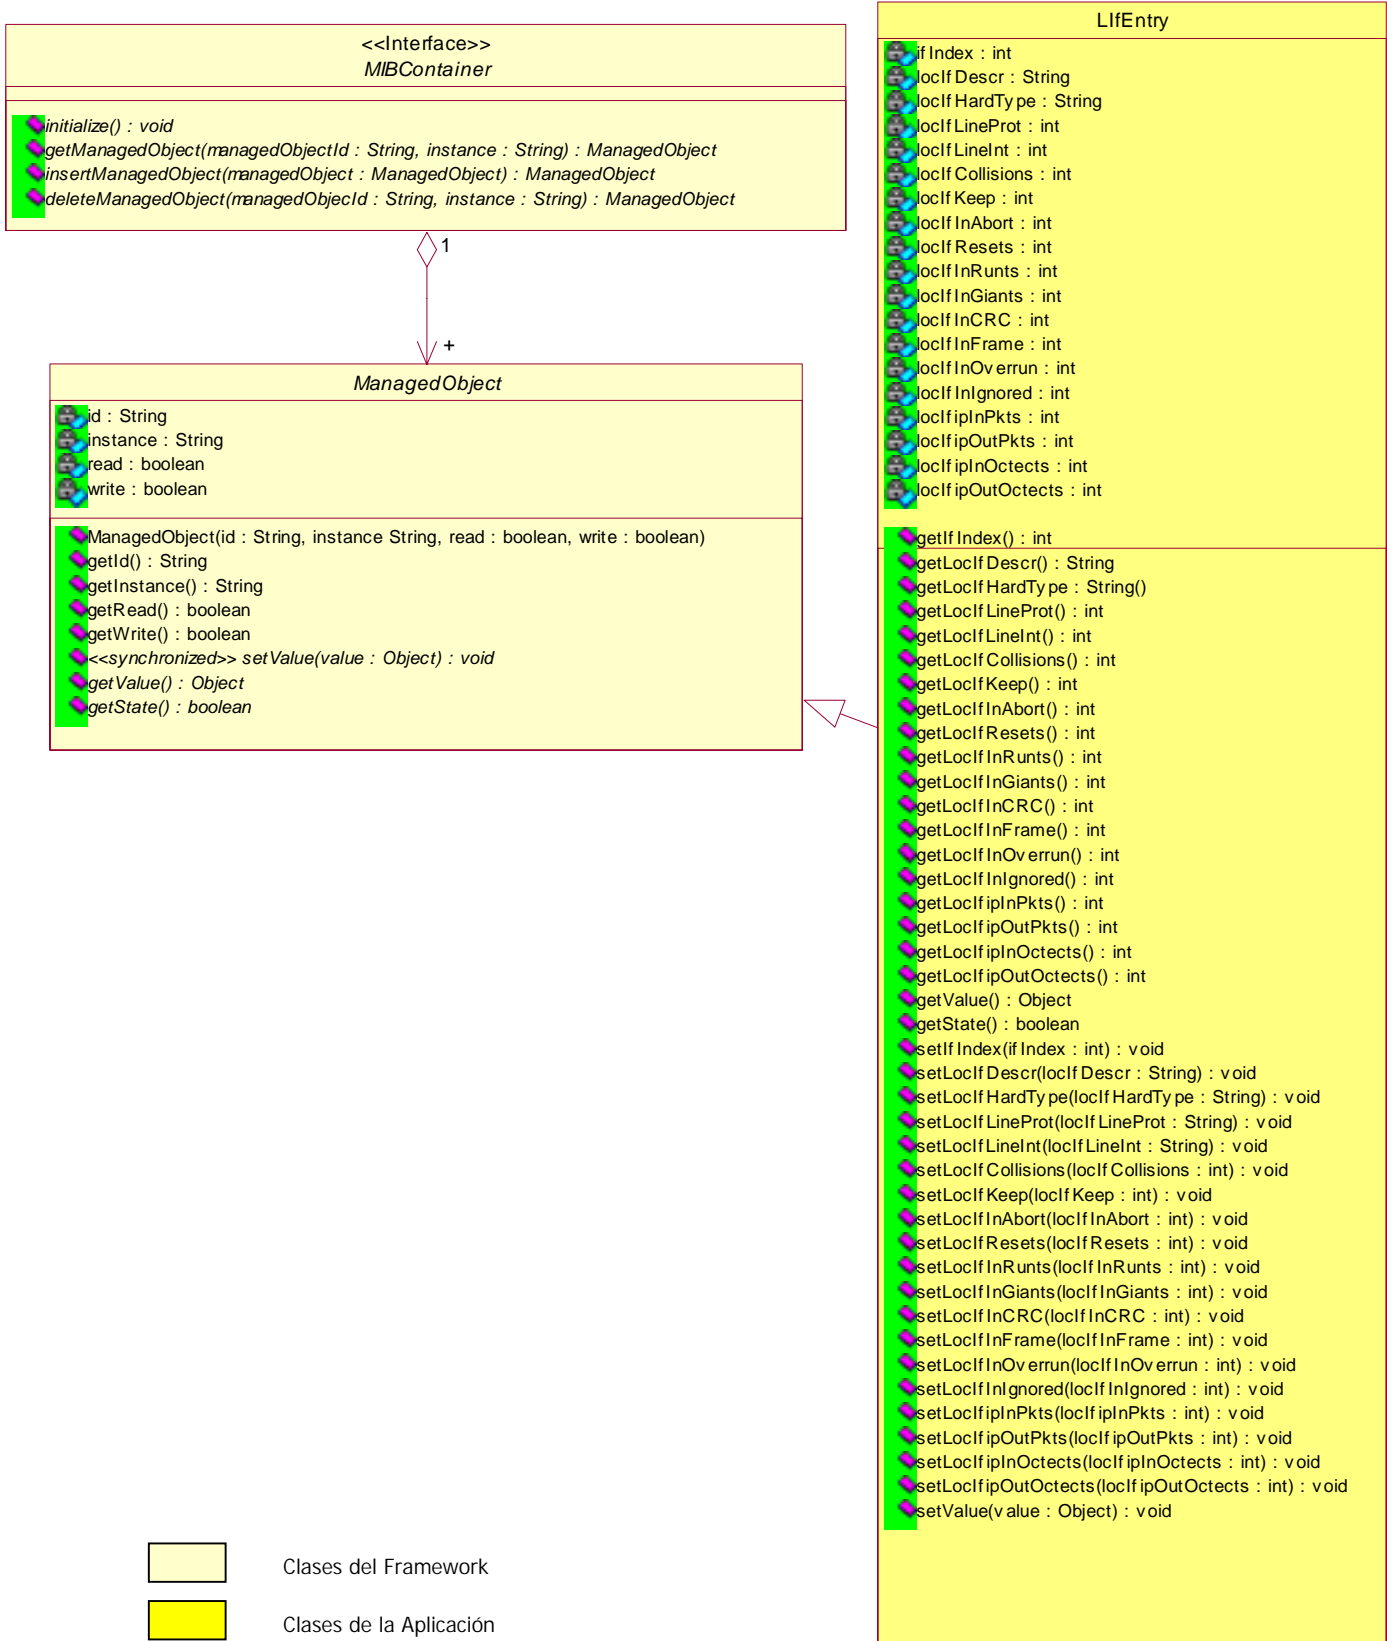 <<Interface>>
MIBContainer
initialize() : void
getManagedObject(managedObjectId : String, instance : String) : ManagedObject
insertManagedObject(managedObject : ManagedObject) : ManagedObject
deleteManagedObject(managedObjecId : String, instance : String) : ManagedObject
1
+
ManagedObject
id : String
instance : String
read : boolean
write : boolean
ManagedObject(id : String, instance String, read : boolean, write : boolean)
getId() : String
getInstance() : String
getRead() : boolean
getWrite() : boolean
<<synchronized>> setValue(value : Object) : void
getValue() : Object
getState() : boolean
LIfEntry
ifIndex : int
locIfDescr : String
locIfHardType : String
locIfLineProt : int
locIfLineInt : int
locIfCollisions : int
locIfKeep : int
locIfInAbort : int
locIfResets : int
locIfInRunts : int
locIfInGiants : int
locIfInCRC : int
locIfInFrame : int
locIfInOverrun : int
locIfInIgnored : int
locIfipInPkts : int
locIfipOutPkts : int
locIfipInOctects : int
locIfipOutOctects : int
getIfIndex() : int
getLocIfDescr() : String
getLocIfHardType : String()
getLocIfLineProt() : int
getLocIfLineInt() : int
getLocIfCollisions() : int
getLocIfKeep() : int
getLocIfInAbort() : int
getLocIfResets() : int
getLocIfInRunts() : int
getLocIfInGiants() : int
getLocIfInCRC() : int
getLocIfInFrame() : int
getLocIfInOverrun() : int
getLocIfInIgnored() : int
getLocIfipInPkts() : int
getLocIfipOutPkts() : int
getLocIfipInOctects() : int
getLocIfipOutOctects() : int
getValue() : Object
getState() : boolean
setIfIndex(ifIndex : int) : void
setLocIfDescr(locIfDescr : String) : void
setLocIfHardType(locIfHardType : String) : void
setLocIfLineProt(locIfLineProt : String) : void
setLocIfLineInt(locIfLineInt : String) : void
setLocIfCollisions(locIfCollisions : int) : void
setLocIfKeep(locIfKeep : int) : void
setLocIfInAbort(locIfInAbort : int) : void
setLocIfResets(locIfResets : int) : void
setLocIfInRunts(locIfInRunts : int) : void
setLocIfInGiants(locIfInGiants : int) : void
setLocIfInCRC(locIfInCRC : int) : void
setLocIfInFrame(locIfInFrame : int) : void
setLocIfInOverrun(locIfInOverrun : int) : void
setLocIfInIgnored(locIfInIgnored : int) : void
setLocIfipInPkts(locIfipInPkts : int) : void
setLocIfipOutPkts(locIfipOutPkts : int) : void
setLocIfipInOctects(locIfipInOctects : int) : void
setLocIfipOutOctects(locIfipOutOctects : int) : void
setValue(value : Object) : void
Clases del Framework
Clases de la Aplicación